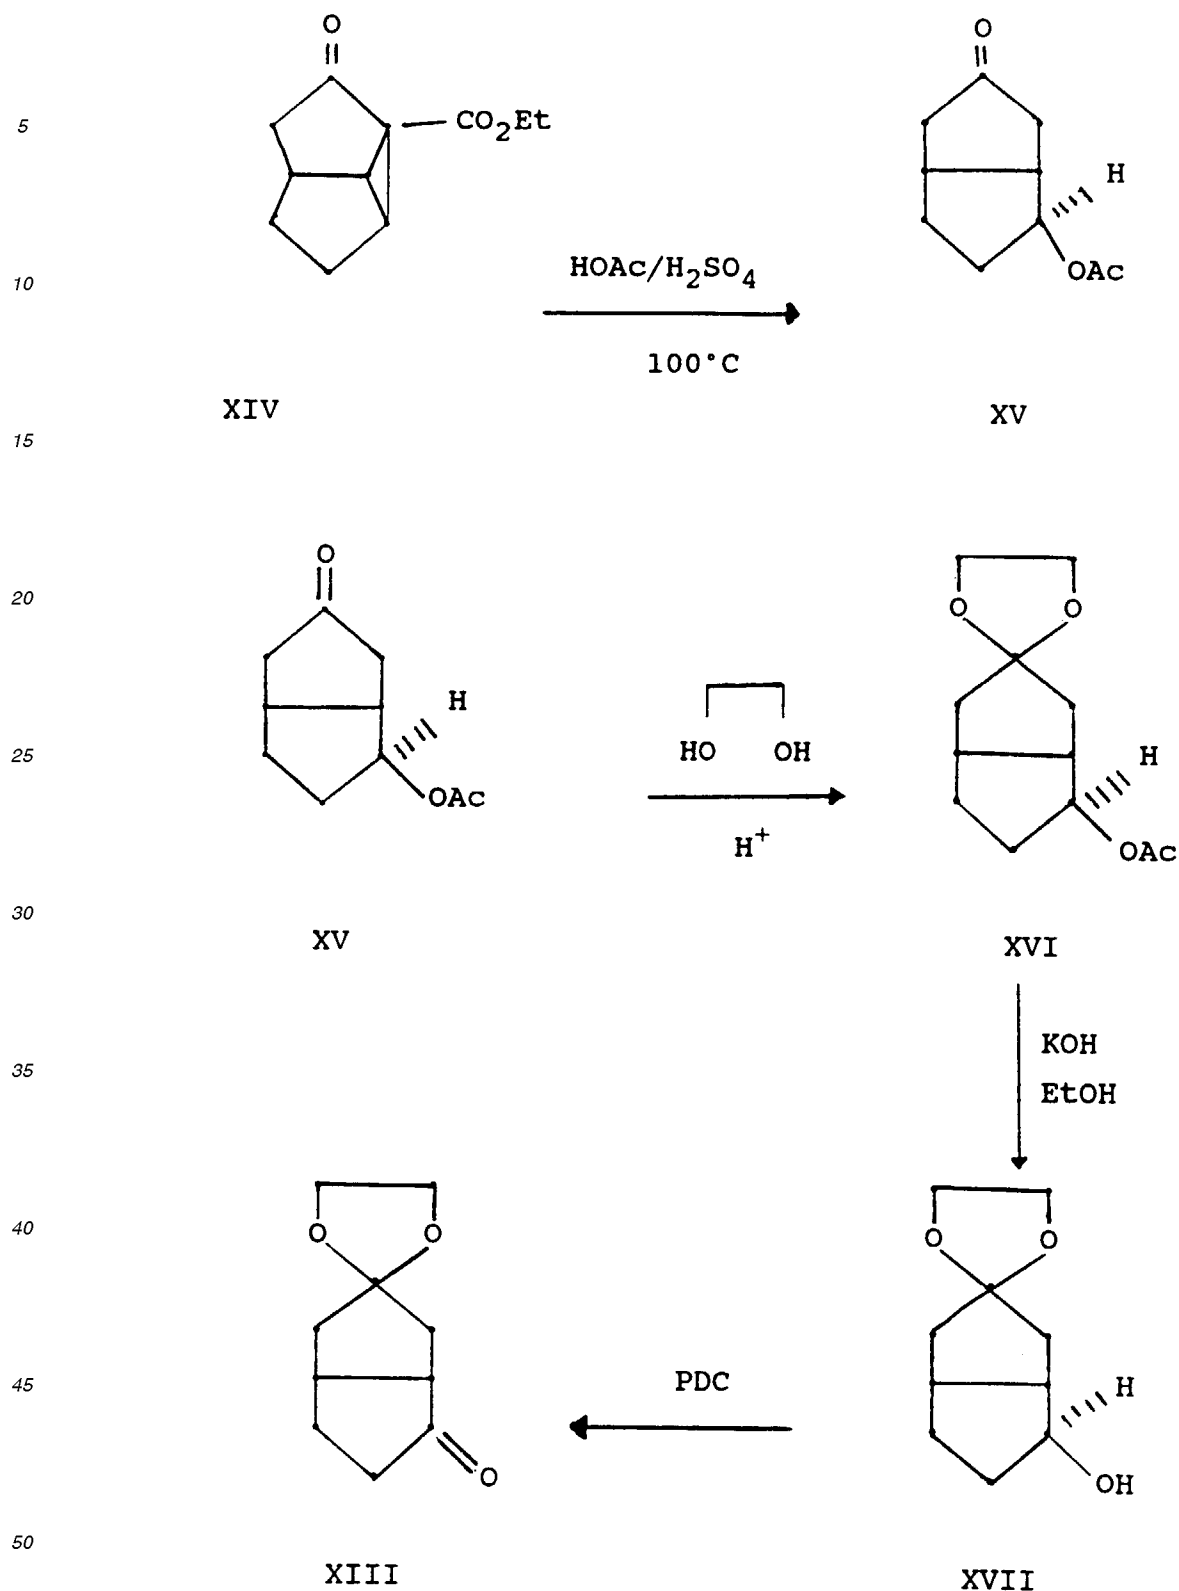 O
CO₂Et
5
XIV
HOAc/H₂SO₄
100°C
O
H
OAc
10
XV
15
O
H
OAc
20
XV
HO OH
H⁺
25
O O
H
OAc
30
XVI
KOH
EtOH
35
O O
H
OH
40
XVII
PDC
45
O O
O
50
XIII